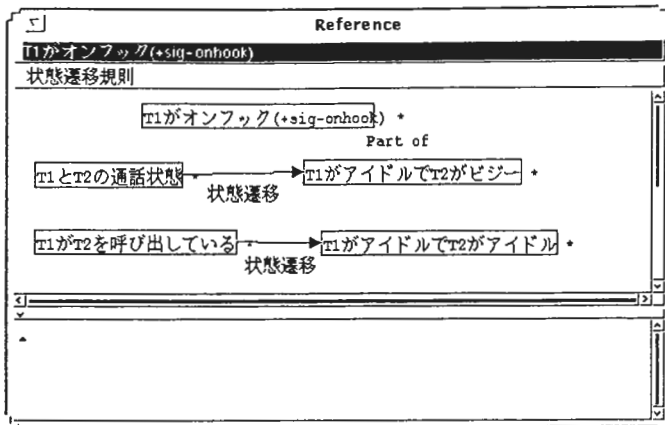 Reference
T1がオンフック(+sig-onhook)
状態遷移規則
T1がオンフック(+sig-onhook) *
Part of
T1とT2の通話状態 * T1がアイドルでT2がビジー *
状態遷移
T1がT2を呼び出している * T1がアイドルでT2がアイドル *
状態遷移